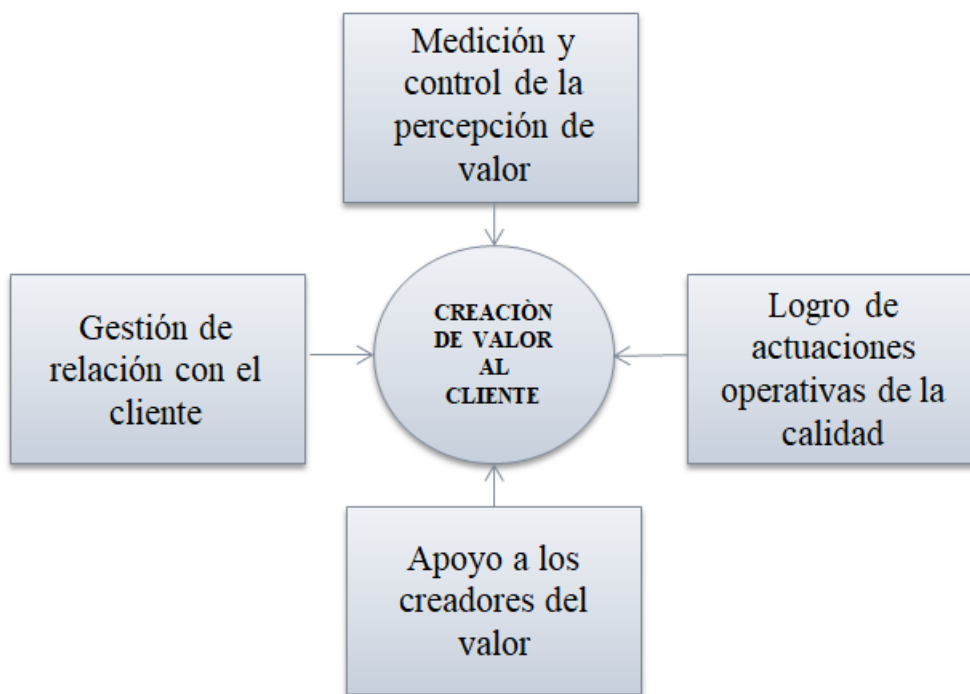 Medición y
control de la
percepción de
valor
Gestión de
relación con el
cliente
CREACIÒN
DE VALOR
AL
CLIENTE
Logro de
actuaciones
operativas de la
calidad
Apoyo a los
creadores del
valor